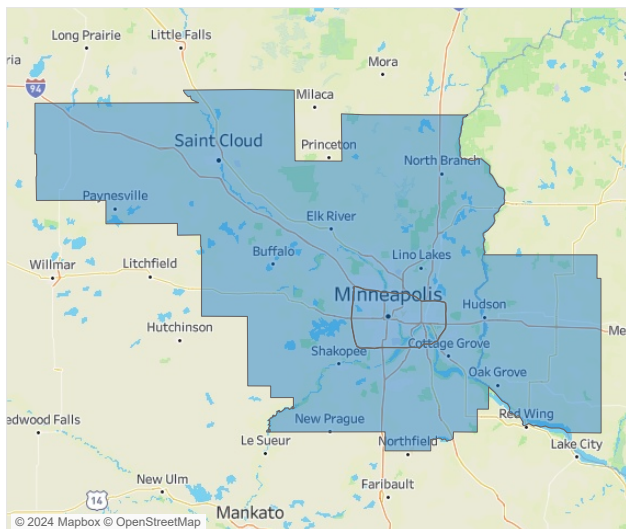 Long Prairie
Little Falls
Mora
94
Milaca
Saint Cloud
Princeton
North Branch
Paynesville
Elk River
Buffalo
Lino Lakes
Willmar
Litchfield
Minneapolis
Hudson
Hutchinson
Shakopee
Cottage Grove
Oak Grove
New Prague
Red Wing
edwood Falls
Le Sueur
Northfield
Lake City
New Ulm
Faribault
14
Mankato
© 2024 Mapbox © OpenStreetMap